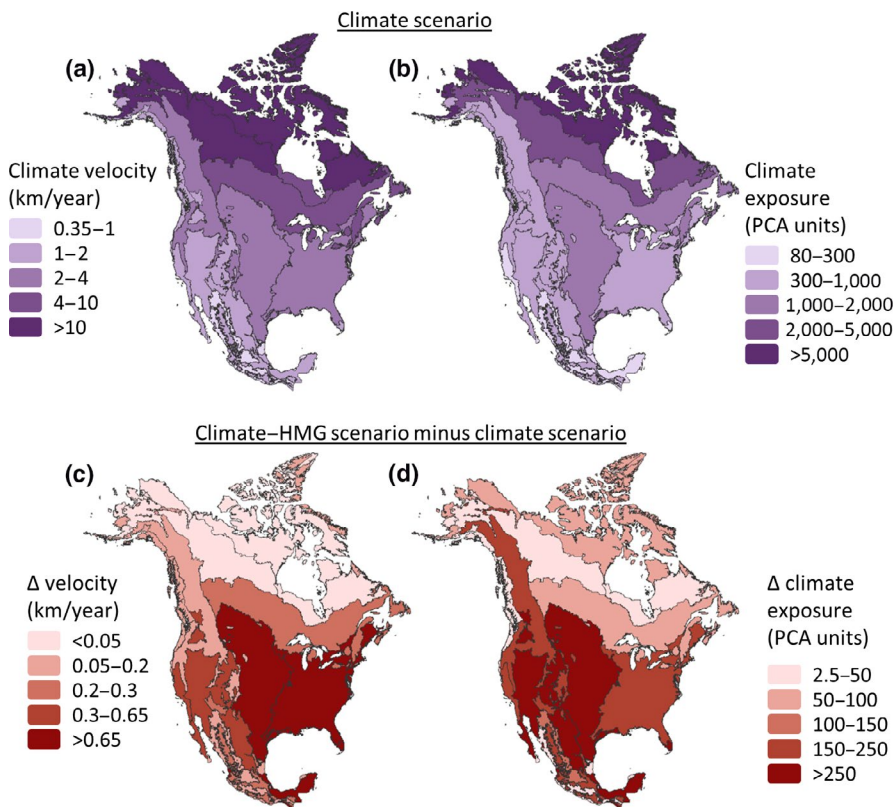 Climate scenario
(a)
(b)
Climate velocity
(km/year)
0.35–1
1–2
2–4
4–10
>10
Climate
exposure
(PCA units)
80–300
300–1,000
1,000–2,000
2,000–5,000
>5,000
Climate–HMG scenario minus climate scenario
(c)
(d)
Δ velocity
(km/year)
<0.05
0.05–0.2
0.2–0.3
0.3–0.65
>0.65
Δ climate
exposure
(PCA units)
2.5–50
50–100
100–150
150–250
>250